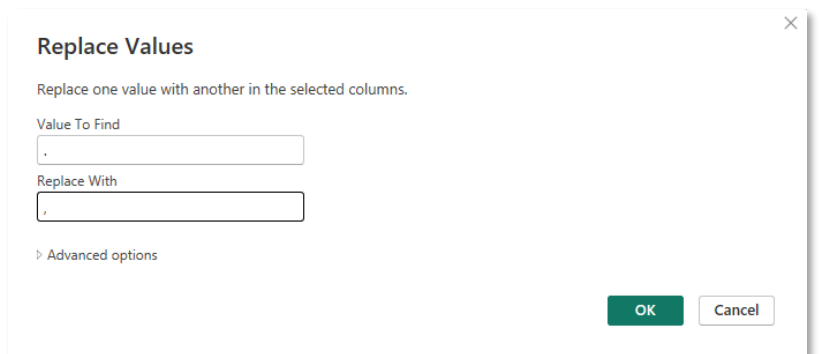 Replace Values
Replace one value with another in the selected columns.
Value To Find
.
Replace With
,
Advanced options
OK
Cancel